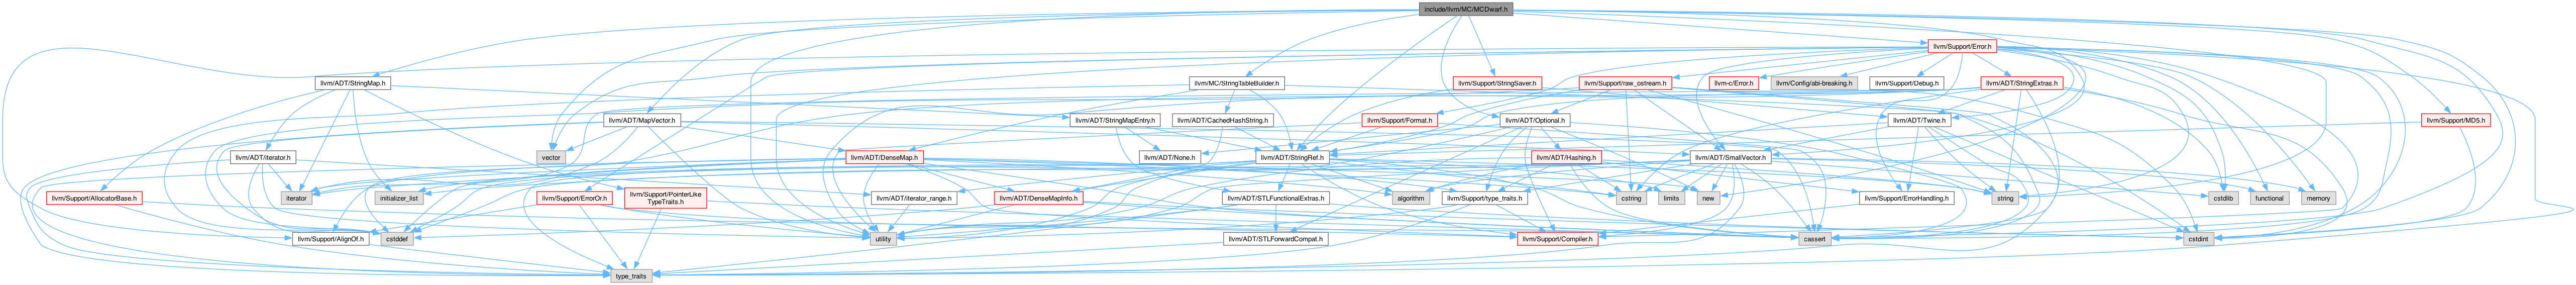 include/llvm/MC/MCDwarf.h
llvm/Support/Error.h
llvm/ADT/StringMap.h
llvm/MC/StringTableBuilder.h
llvm/Support/StringSaver.h
llvm/Support/raw_ostream.h
llvm-c/Error.h
llvm/Config/abi-breaking.h
llvm/Support/Debug.h
llvm/ADT/StringExtras.h
llvm/ADT/MapVector.h
llvm/ADT/StringMapEntry.h
llvm/ADT/CachedHashString.h
llvm/Support/Format.h
llvm/ADT/Optional.h
llvm/ADT/Twine.h
llvm/Support/MD5.h
vector
llvm/ADT/iterator.h
llvm/ADT/DenseMap.h
llvm/ADT/None.h
llvm/ADT/StringRef.h
llvm/ADT/Hashing.h
llvm/ADT/SmallVector.h
llvm/Support/AllocatorBase.h
iterator
initializer_list
llvm/Support/ErrorOr.h
llvm/Support/PointerLike
TypeTraits.h
llvm/ADT/iterator_range.h
llvm/ADT/DenseMapInfo.h
llvm/ADT/STLFunctionalExtras.h
algorithm
llvm/Support/type_traits.h
cstring
limits
new
llvm/Support/ErrorHandling.h
string
cstdlib
functional
memory
llvm/Support/AlignOf.h
cstddef
utility
llvm/ADT/STLForwardCompat.h
llvm/Support/Compiler.h
cassert
cstdint
type_traits